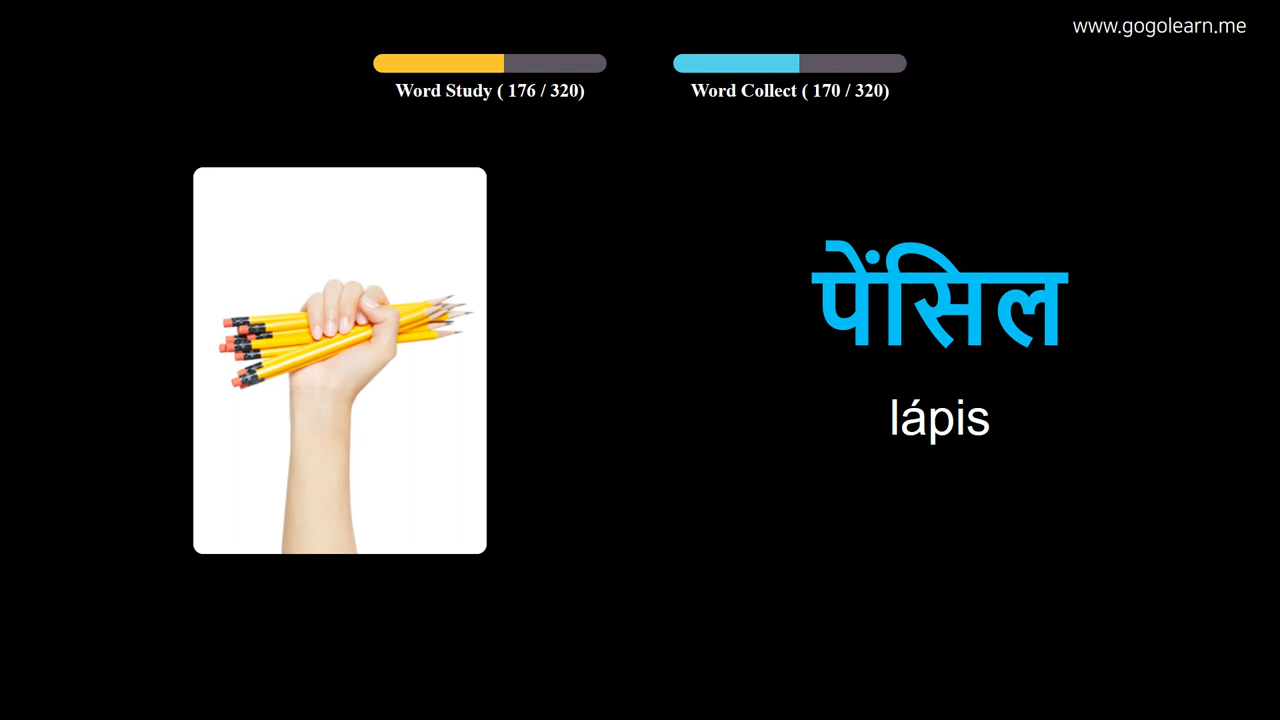 www.gogolearn.me
Word Study ( 176 / 320)
Word Collect ( 170 / 320)
पेंसिल
lápis